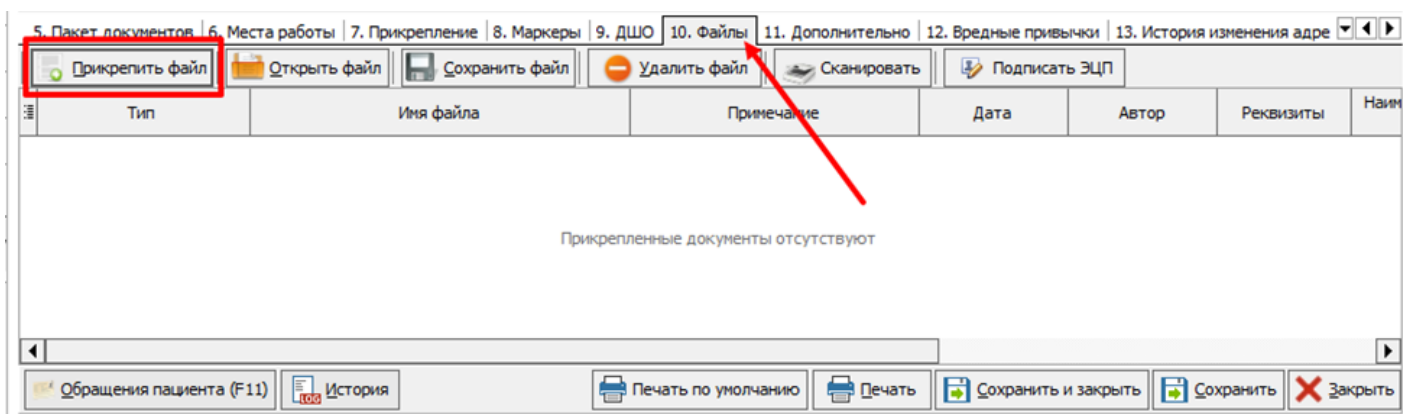 5. Пакет документов 6. Места работы 7. Прикрепление 8. Маркеры 9. ДШО 10. Файлы 11. Дополнительно 12. Вредные привычки 13. История изменения адре
Прикрепить файл Открыть файл Сохранить файл Удалить файл Сканировать Подписать ЭЦП
Тип Имя файла Примечание Дата Автор Реквизиты Наим
Прикрепленные документы отсутствуют
Обращения пациента (F11) LOG История Печать по умолчанию Печать Сохранить и закрыть Сохранить Закрыть